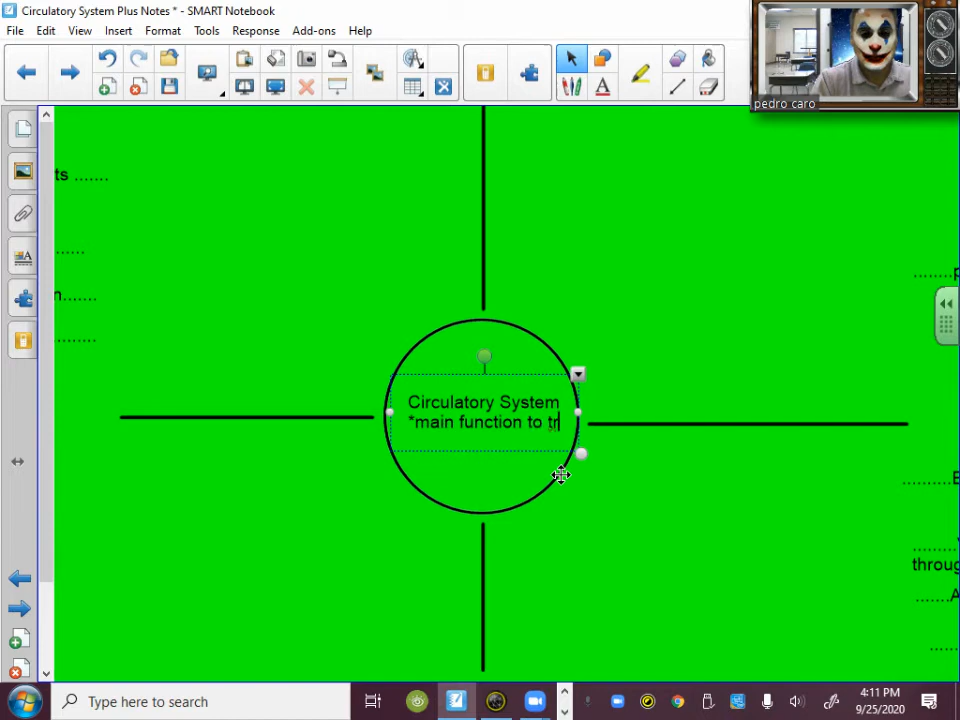 Circulatory System Plus Notes * - SMART Notebook
File Edit View Insert Format Tools Response Add-ons Help
pedro caro
ts .......
......
........p
n.......
.........
Circulatory System
*main function to tr
..........E
.........
throug
.......A
......
Type here to search
4:11 PM
9/25/2020